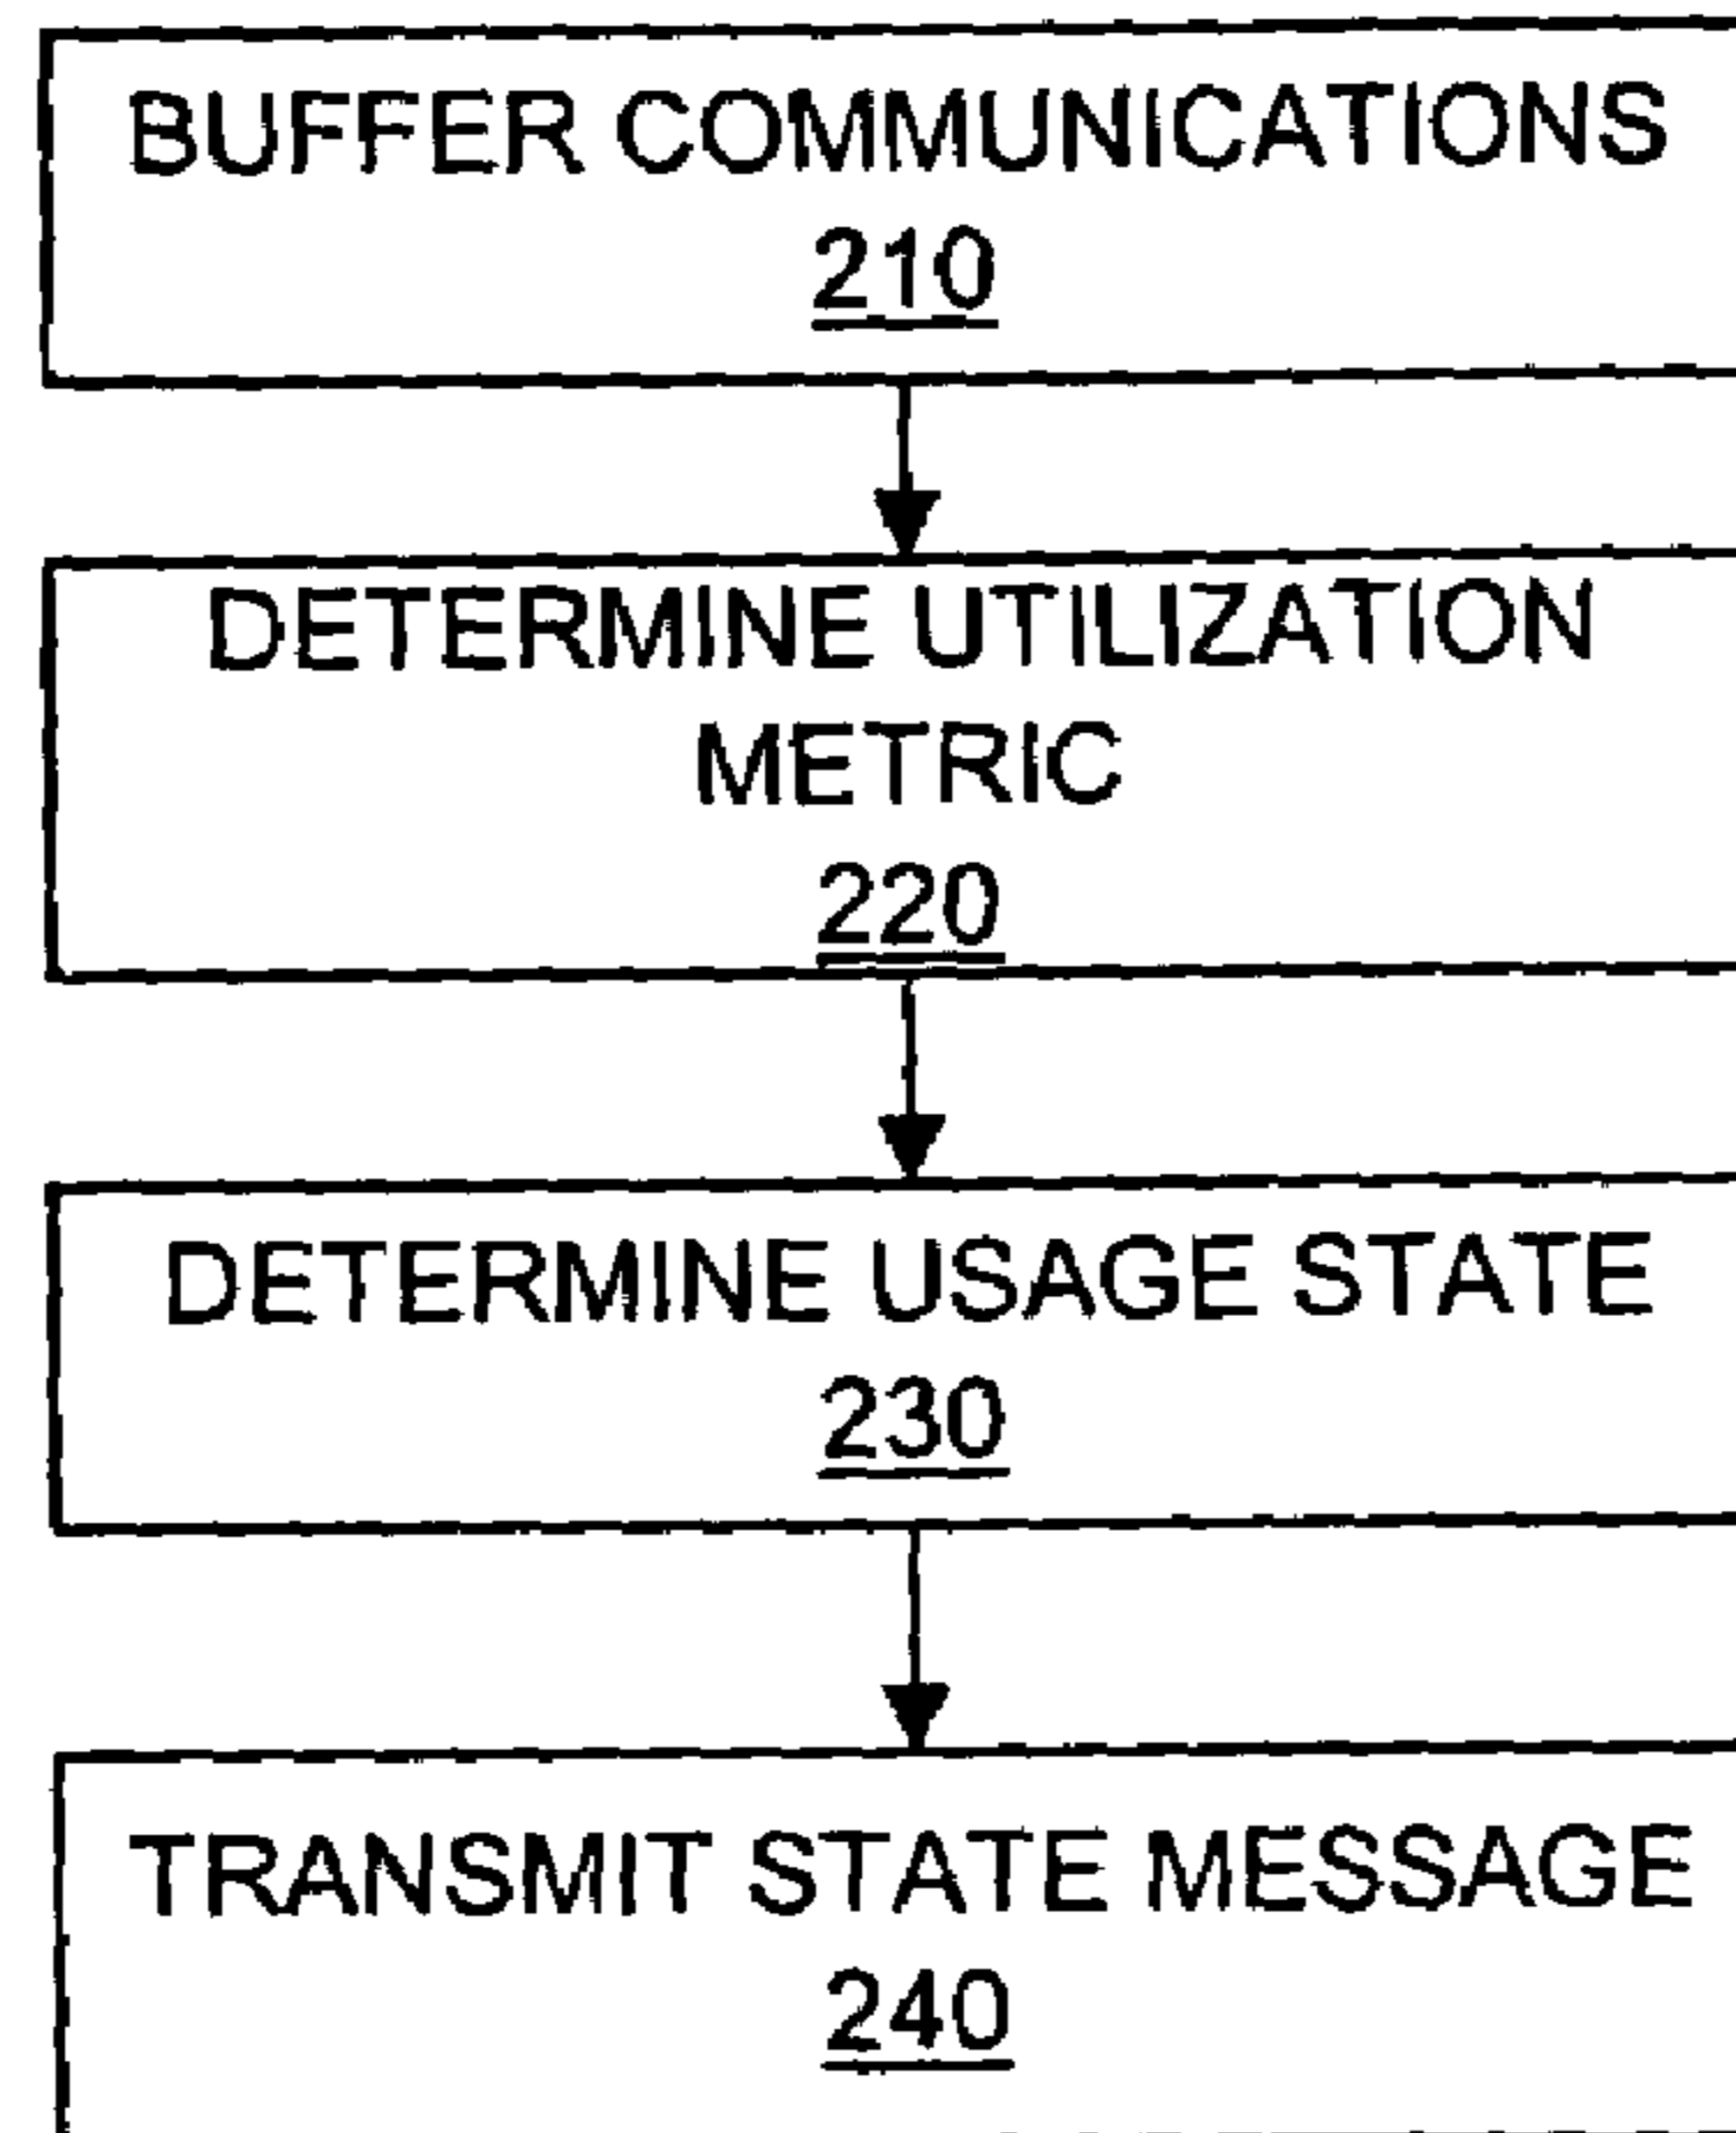 BUFFER COMMUNICATIONS
210
DETERMINE UTILIZATION
METRIC
220
DETERMINE USAGE STATE
230
TRANSMIT STATE MESSAGE
240